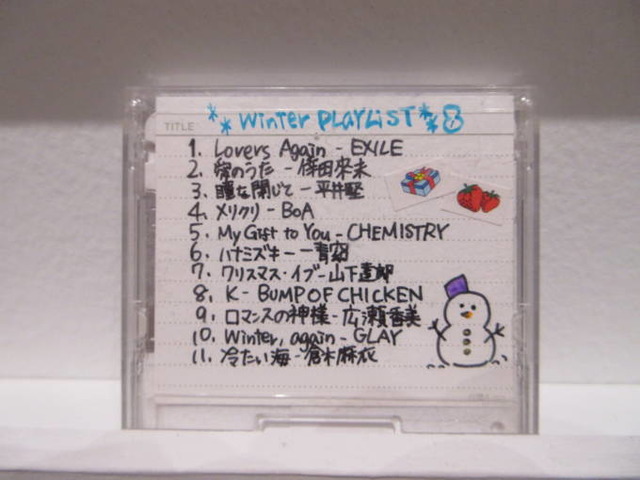 TITLE
**Winter PLAYLIST**②
1. Lovers Again - EXILE
2. 愛のうた - 倖田來未
3. 瞳を閉じて - 平井堅
4. メリクリ - BoA
5. My Gift to You - CHEMISTRY
6. ハナミズキ - 一青窈
7. クリスマス・イブ - 山下達郎
8. K - BUMP OF CHICKEN
9. ロマンスの神様 - 広瀬香美
10. Winter, again - GLAY
11. 冷たい海 - 倉木麻衣